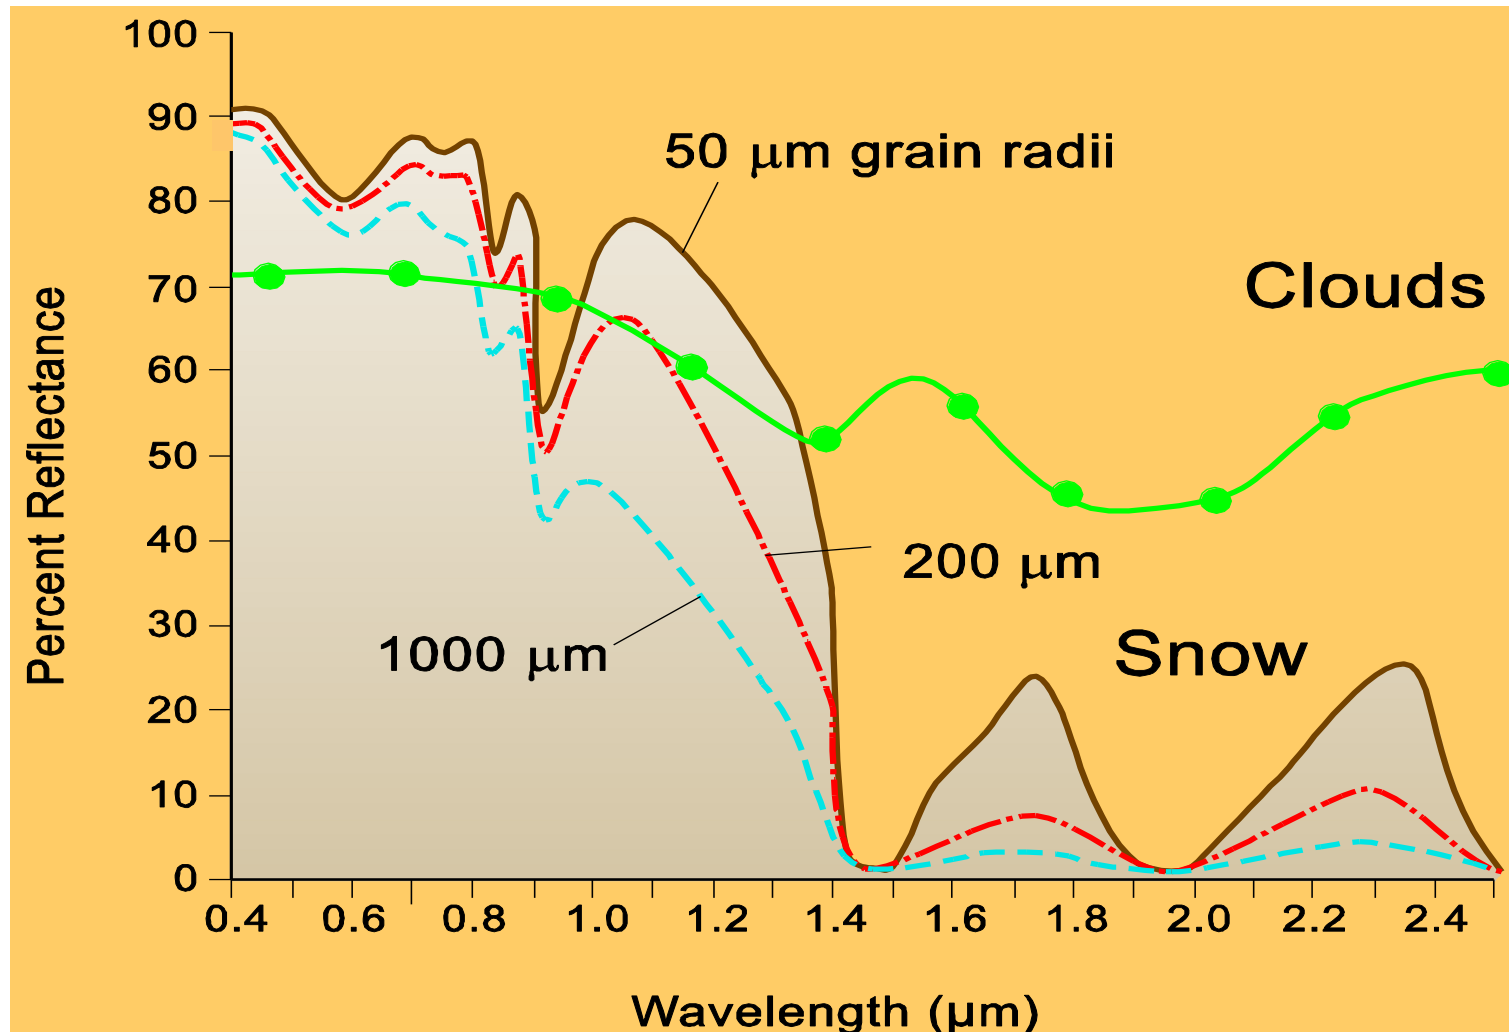 100
90
80
70
60
50
40
30
20
10
0
Percent Reflectance
50 μm grain radii
Clouds
200 μm
1000 μm
Snow
0.4 0.6 0.8 1.0 1.2 1.4 1.6 1.8 2.0 2.2 2.4
Wavelength (μm)